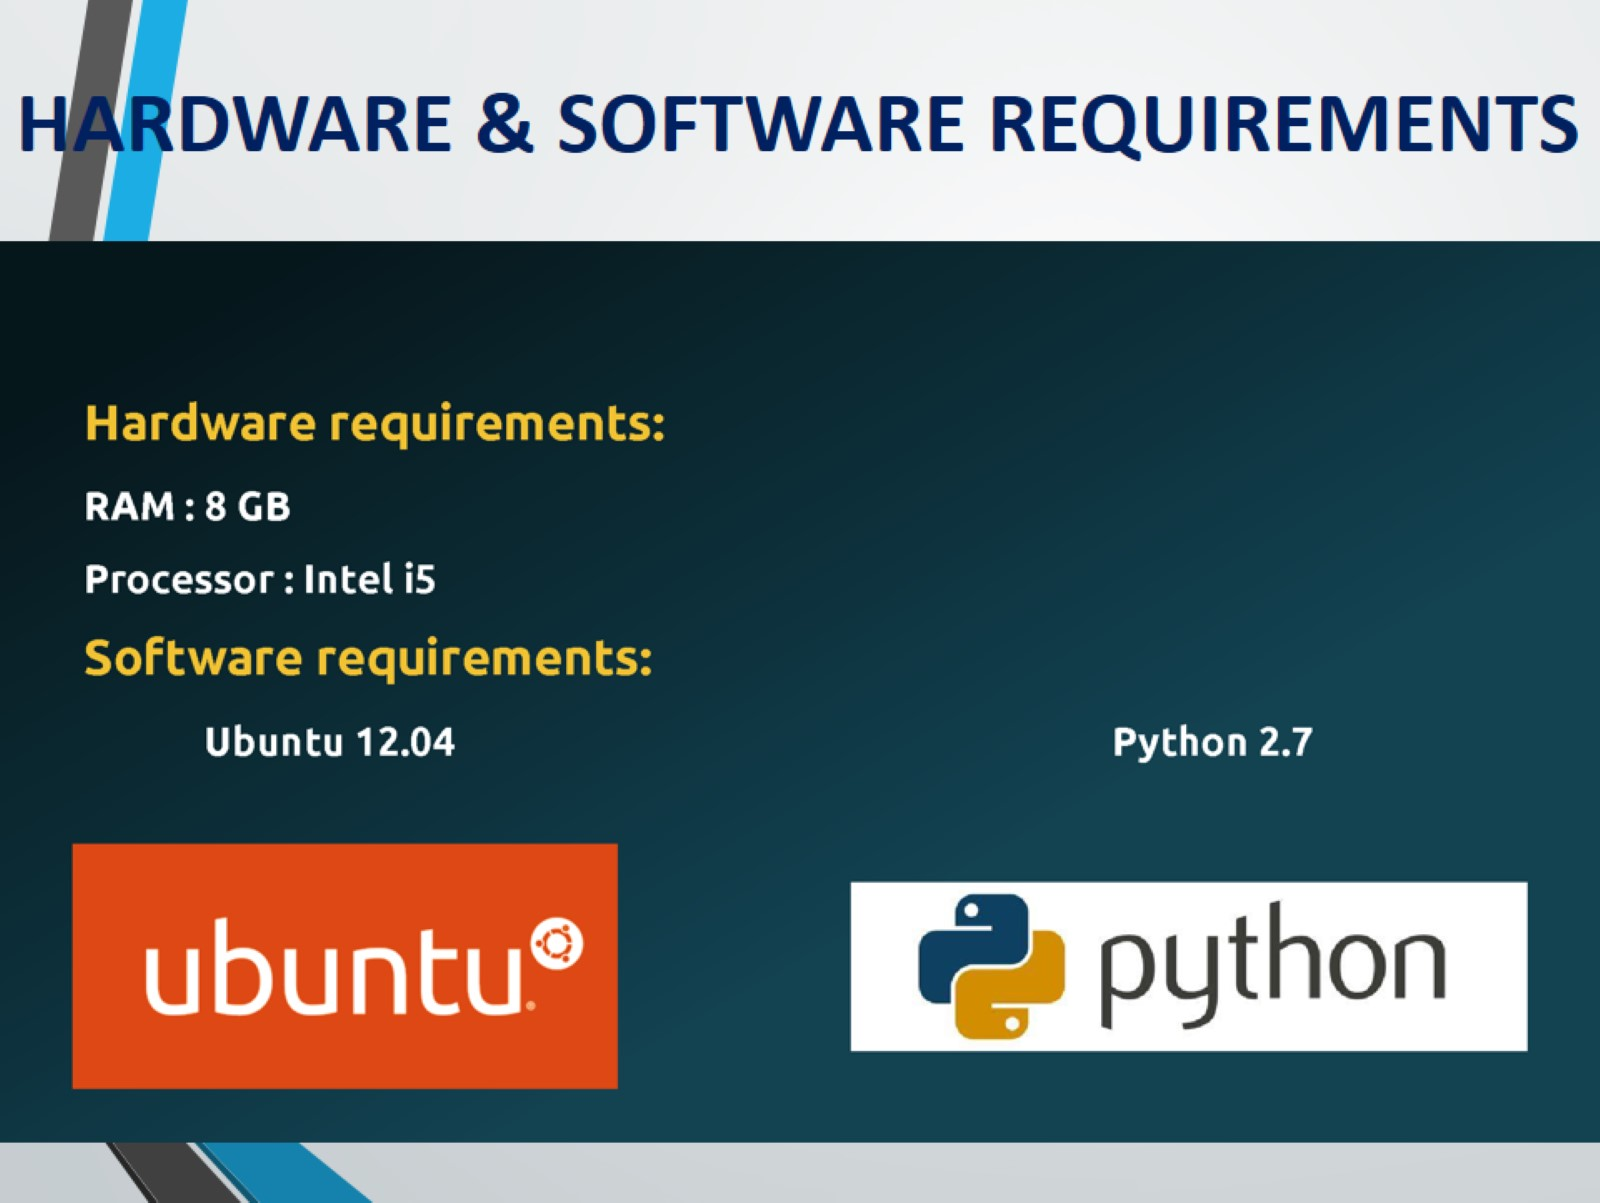 HARDWARE & SOFTWARE REQUIREMENTS
Hardware requirements:
RAM : 8 GB
Processor : Intel i5
Software requirements:
Ubuntu 12.04
Python 2.7
ubuntu
python